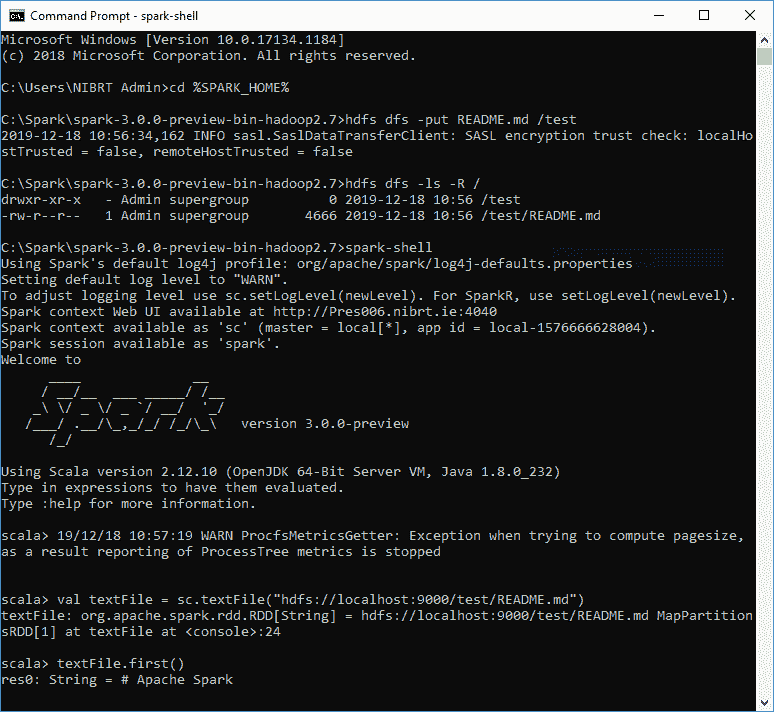 Command Prompt - spark-shell
Microsoft Windows [Version 10.0.17134.1184]
(c) 2018 Microsoft Corporation. All rights reserved.
C:\Users\NIBRT Admin>cd %SPARK_HOME%
C:\Spark\spark-3.0.0-preview-bin-hadoop2.7>hdfs dfs -put README.md /test
2019-12-18 10:56:34,162 INFO sasl.SaslDataTransferClient: SASL encryption trust check: localHo
stTrusted = false, remoteHostTrusted = false
C:\Spark\spark-3.0.0-preview-bin-hadoop2.7>hdfs dfs -ls -R /
drwxr-xr-x   - Admin supergroup          0 2019-12-18 10:56 /test
-rw-r--r--   1 Admin supergroup       4666 2019-12-18 10:56 /test/README.md
C:\Spark\spark-3.0.0-preview-bin-hadoop2.7>spark-shell
Using Spark's default log4j profile: org/apache/spark/log4j-defaults.properties
Setting default log level to "WARN".
To adjust logging level use sc.setLogLevel(newLevel). For SparkR, use setLogLevel(newLevel).
Spark context Web UI available at http://Pres006.nibrt.ie:4040
Spark context available as 'sc' (master = local[*], app id = local-1576666628004).
Spark session available as 'spark'.
Welcome to
      ____              __
     / __/__  ___ _____/ /__
    _\ \/ _ \/ _ `/ __/  '_/
   /___/ .__/\_,_/_/ /_/\_\   version 3.0.0-preview
      /_/
Using Scala version 2.12.10 (OpenJDK 64-Bit Server VM, Java 1.8.0_232)
Type in expressions to have them evaluated.
Type :help for more information.
scala> 19/12/18 10:57:19 WARN ProcfsMetricsGetter: Exception when trying to compute pagesize,
as a result reporting of ProcessTree metrics is stopped
scala> val textFile = sc.textFile("hdfs://localhost:9000/test/README.md")
textFile: org.apache.spark.rdd.RDD[String] = hdfs://localhost:9000/test/README.md MapPartition
sRDD[1] at textFile at <console>:24
scala> textFile.first()
res0: String = # Apache Spark